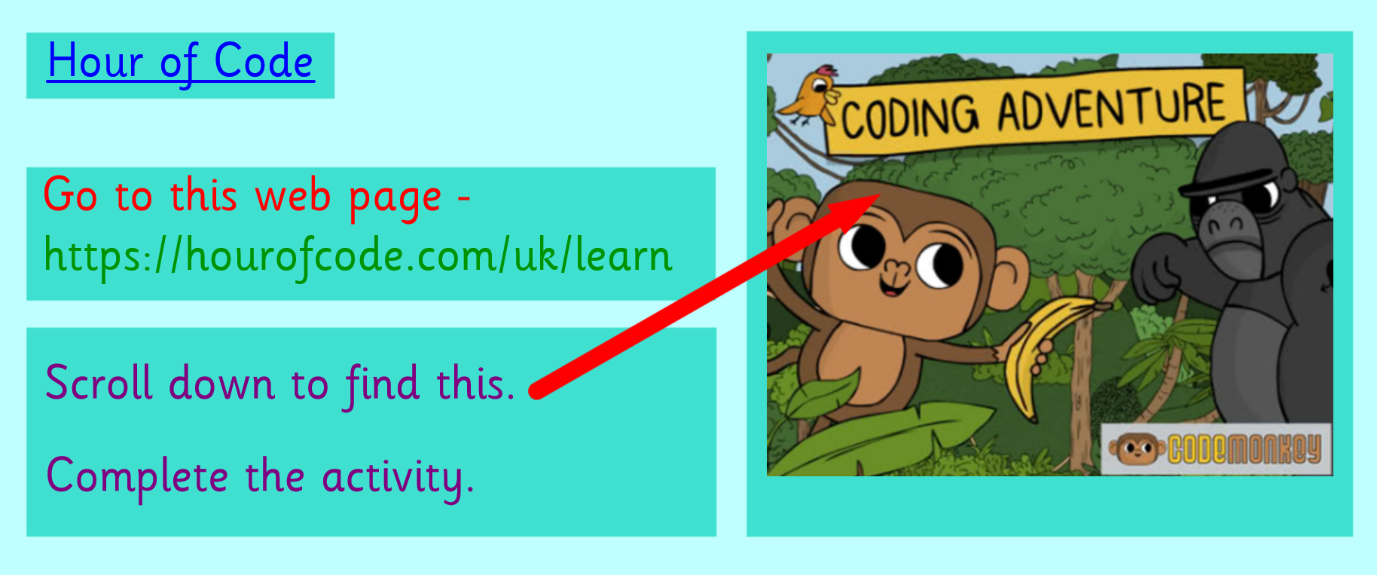 Hour of Code
Go to this web page -
https://hourofcode.com/uk/learn
Scroll down to find this.
Complete the activity.
CODING ADVENTURE
CODEMONKEY